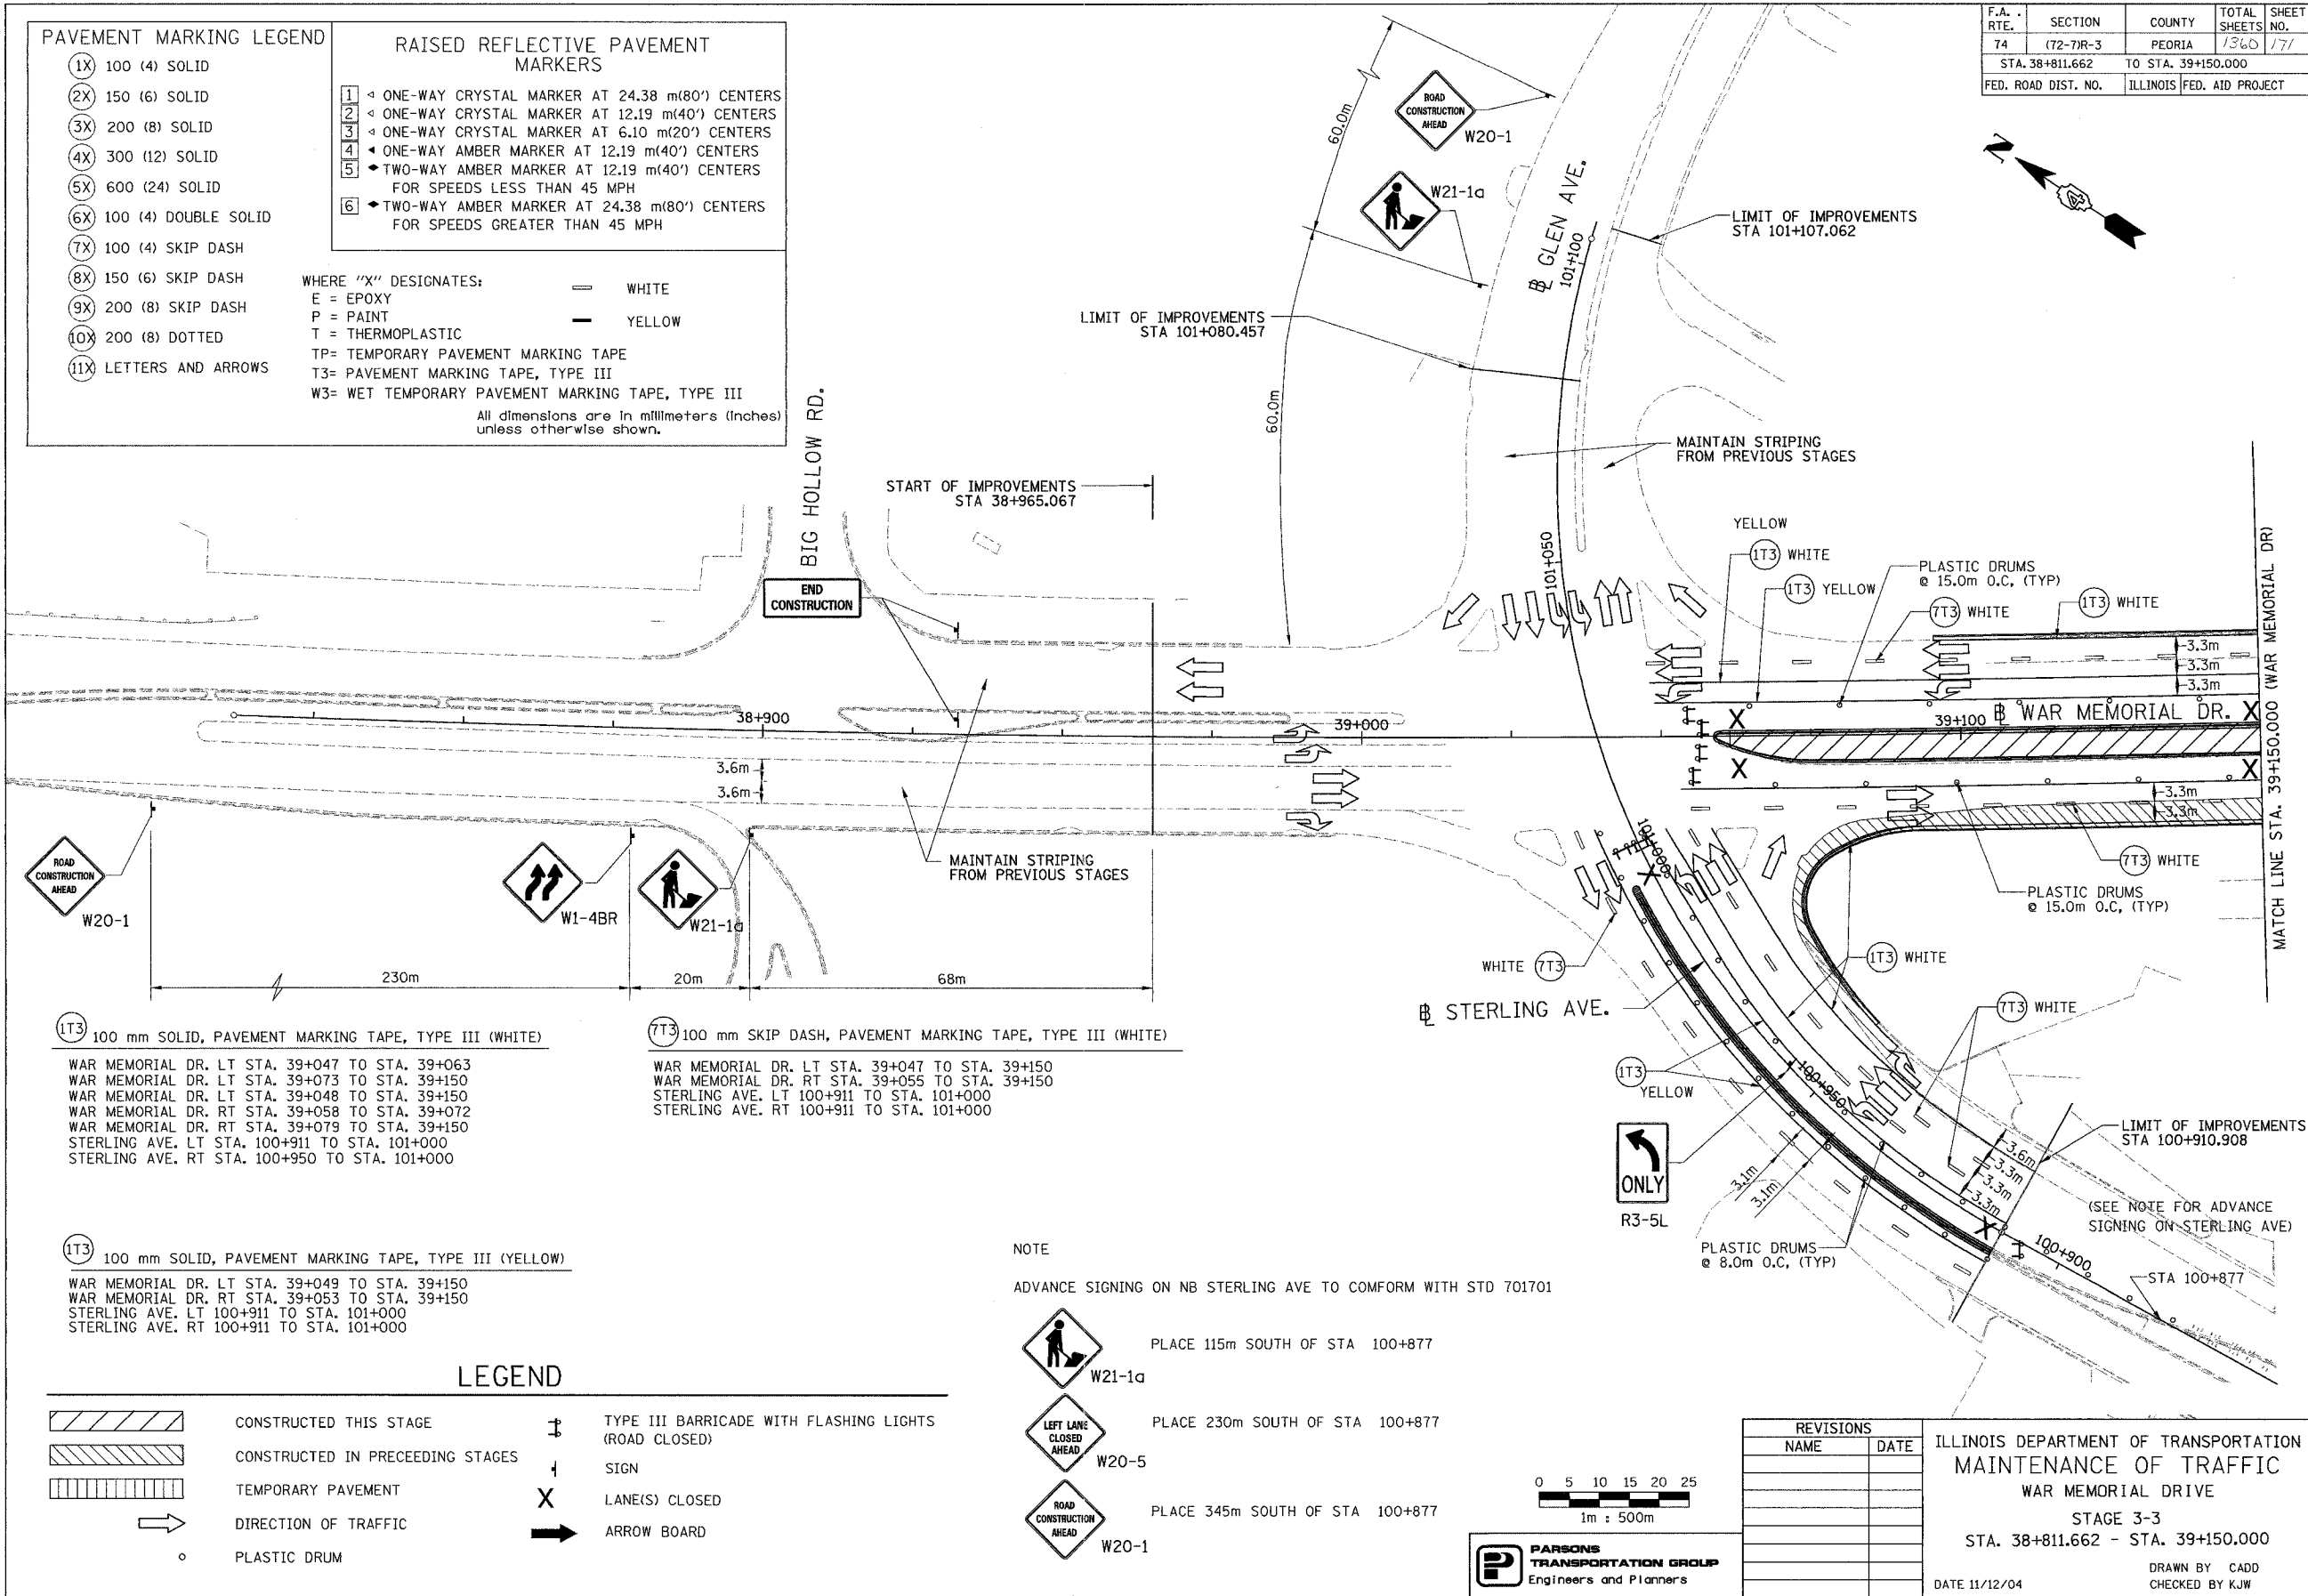 PAVEMENT MARKING LEGEND
1X 100 (4) SOLID
2X 150 (6) SOLID
3X 200 (8) SOLID
4X 300 (12) SOLID
5X 600 (24) SOLID
6X 100 (4) DOUBLE SOLID
7X 100 (4) SKIP DASH
8X 150 (6) SKIP DASH
9X 200 (8) SKIP DASH
10X 200 (8) DOTTED
11X LETTERS AND ARROWS
RAISED REFLECTIVE PAVEMENT
MARKERS
1 ONE-WAY CRYSTAL MARKER AT 24.38 m(80') CENTERS
2 ONE-WAY CRYSTAL MARKER AT 12.19 m(40') CENTERS
3 ONE-WAY CRYSTAL MARKER AT 6.10 m(20') CENTERS
4 ONE-WAY AMBER MARKER AT 12.19 m(40') CENTERS
5 TWO-WAY AMBER MARKER AT 12.19 m(40') CENTERS
FOR SPEEDS LESS THAN 45 MPH
6 TWO-WAY AMBER MARKER AT 24.38 m(80') CENTERS
FOR SPEEDS GREATER THAN 45 MPH
WHERE "X" DESIGNATES:
E = EPOXY
P = PAINT
T = THERMOPLASTIC
TP= TEMPORARY PAVEMENT MARKING TAPE
T3= PAVEMENT MARKING TAPE, TYPE III
W3= WET TEMPORARY PAVEMENT MARKING TAPE, TYPE III
WHITE
YELLOW
All dimensions are in millimeters (inches)
unless otherwise shown.
F.A. . RTE.
SECTION
COUNTY
TOTAL SHEETS
SHEET NO.
74
(72-7)R-3
PEORIA
1360
171
STA. 38+811.662 TO STA. 39+150.000
FED. ROAD DIST. NO. ILLINOIS FED. AID PROJECT
N
4
60.0m
ROAD CONSTRUCTION AHEAD
W20-1
W21-1a
℄ GLEN AVE.
101+100
LIMIT OF IMPROVEMENTS
STA 101+107.062
LIMIT OF IMPROVEMENTS
STA 101+080.457
60.0m
MAINTAIN STRIPING
FROM PREVIOUS STAGES
BIG HOLLOW RD.
START OF IMPROVEMENTS
STA 38+965.067
END
CONSTRUCTION
101+050
YELLOW
1T3 WHITE
1T3 YELLOW
PLASTIC DRUMS
@ 15.0m O.C, (TYP)
7T3 WHITE
1T3 WHITE
3.3m
3.3m
3.3m
38+900
39+000
39+100
℄ WAR MEMORIAL DR.
X
X
X
X
MATCH LINE STA. 39+150.000 (WAR MEMORIAL DR)
3.6m
3.6m
3.3m
3.3m
7T3 WHITE
PLASTIC DRUMS
@ 15.0m O.C, (TYP)
MAINTAIN STRIPING
FROM PREVIOUS STAGES
ROAD CONSTRUCTION AHEAD
W20-1
W1-4BR
W21-1a
230m
20m
68m
101+000
X
WHITE 7T3
1T3 WHITE
℄ STERLING AVE.
7T3 WHITE
1T3
YELLOW
100+950
ONLY
R3-5L
3.1m
3.1m
PLASTIC DRUMS
@ 8.0m O.C, (TYP)
3.6m
3.3m
3.3m
3.3m
LIMIT OF IMPROVEMENTS
STA 100+910.908
(SEE NOTE FOR ADVANCE
SIGNING ON STERLING AVE)
X
100+900
STA 100+877
1T3 100 mm SOLID, PAVEMENT MARKING TAPE, TYPE III (WHITE)
WAR MEMORIAL DR. LT STA. 39+047 TO STA. 39+063
WAR MEMORIAL DR. LT STA. 39+073 TO STA. 39+150
WAR MEMORIAL DR. LT STA. 39+048 TO STA. 39+150
WAR MEMORIAL DR. RT STA. 39+058 TO STA. 39+072
WAR MEMORIAL DR. RT STA. 39+079 TO STA. 39+150
STERLING AVE. LT STA. 100+911 TO STA. 101+000
STERLING AVE. RT STA. 100+950 TO STA. 101+000
7T3 100 mm SKIP DASH, PAVEMENT MARKING TAPE, TYPE III (WHITE)
WAR MEMORIAL DR. LT STA. 39+047 TO STA. 39+150
WAR MEMORIAL DR. RT STA. 39+055 TO STA. 39+150
STERLING AVE. LT 100+911 TO STA. 101+000
STERLING AVE. RT 100+911 TO STA. 101+000
1T3 100 mm SOLID, PAVEMENT MARKING TAPE, TYPE III (YELLOW)
WAR MEMORIAL DR. LT STA. 39+049 TO STA. 39+150
WAR MEMORIAL DR. RT STA. 39+053 TO STA. 39+150
STERLING AVE. LT 100+911 TO STA. 101+000
STERLING AVE. RT 100+911 TO STA. 101+000
NOTE
ADVANCE SIGNING ON NB STERLING AVE TO COMFORM WITH STD 701701
PLACE 115m SOUTH OF STA 100+877
W21-1a
LEFT LANE CLOSED AHEAD
PLACE 230m SOUTH OF STA 100+877
W20-5
ROAD CONSTRUCTION AHEAD
PLACE 345m SOUTH OF STA 100+877
W20-1
LEGEND
CONSTRUCTED THIS STAGE
CONSTRUCTED IN PRECEEDING STAGES
TEMPORARY PAVEMENT
DIRECTION OF TRAFFIC
PLASTIC DRUM
TYPE III BARRICADE WITH FLASHING LIGHTS
(ROAD CLOSED)
SIGN
X LANE(S) CLOSED
ARROW BOARD
0 5 10 15 20 25
1m : 500m
PARSONS
TRANSPORTATION GROUP
Engineers and Planners
REVISIONS
NAME DATE
ILLINOIS DEPARTMENT OF TRANSPORTATION
MAINTENANCE OF TRAFFIC
WAR MEMORIAL DRIVE
STAGE 3-3
STA. 38+811.662 - STA. 39+150.000
DRAWN BY CADD
DATE 11/12/04 CHECKED BY KJW